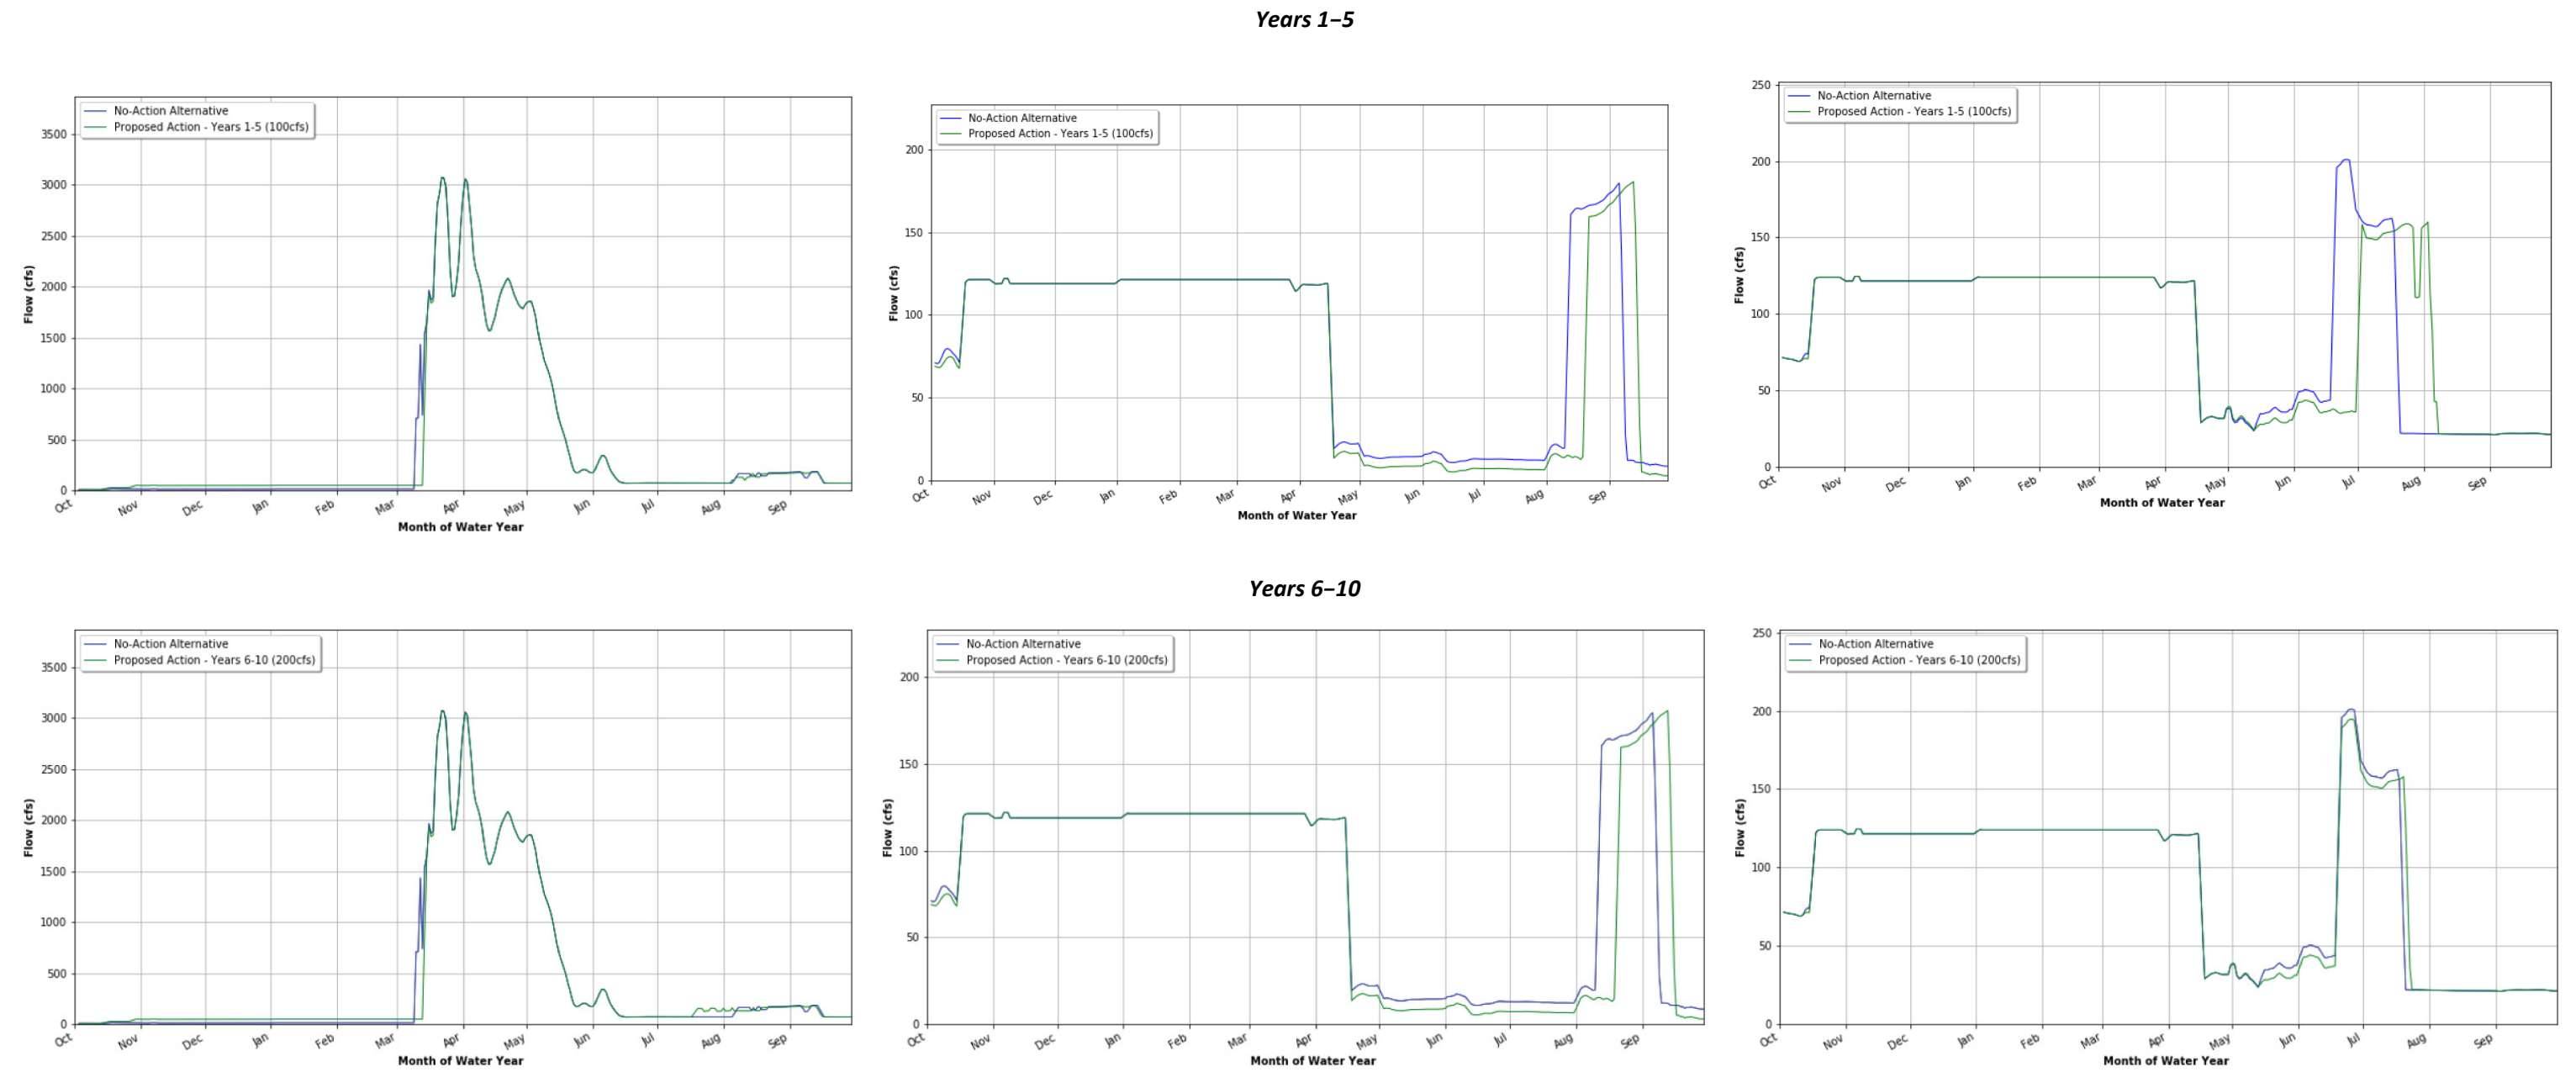 Years 1–5
No-Action Alternative
Proposed Action - Years 1-5 (100cfs)
3500
3000
2500
2000
1500
1000
500
0
Flow (cfs)
Oct Nov Dec Jan Feb Mar Apr May Jun Jul Aug Sep
Month of Water Year
No-Action Alternative
Proposed Action - Years 1-5 (100cfs)
200
150
100
50
0
Flow (cfs)
Oct Nov Dec Jan Feb Mar Apr May Jun Jul Aug Sep
Month of Water Year
No-Action Alternative
Proposed Action - Years 1-5 (100cfs)
250
200
150
100
50
0
Flow (cfs)
Oct Nov Dec Jan Feb Mar Apr May Jun Jul Aug Sep
Month of Water Year
Years 6–10
No-Action Alternative
Proposed Action - Years 6-10 (200cfs)
3500
3000
2500
2000
1500
1000
500
0
Flow (cfs)
Oct Nov Dec Jan Feb Mar Apr May Jun Jul Aug Sep
Month of Water Year
No-Action Alternative
Proposed Action - Years 6-10 (200cfs)
200
150
100
50
0
Flow (cfs)
Oct Nov Dec Jan Feb Mar Apr May Jun Jul Aug Sep
Month of Water Year
No-Action Alternative
Proposed Action - Years 6-10 (200cfs)
250
200
150
100
50
0
Flow (cfs)
Oct Nov Dec Jan Feb Mar Apr May Jun Jul Aug Sep
Month of Water Year